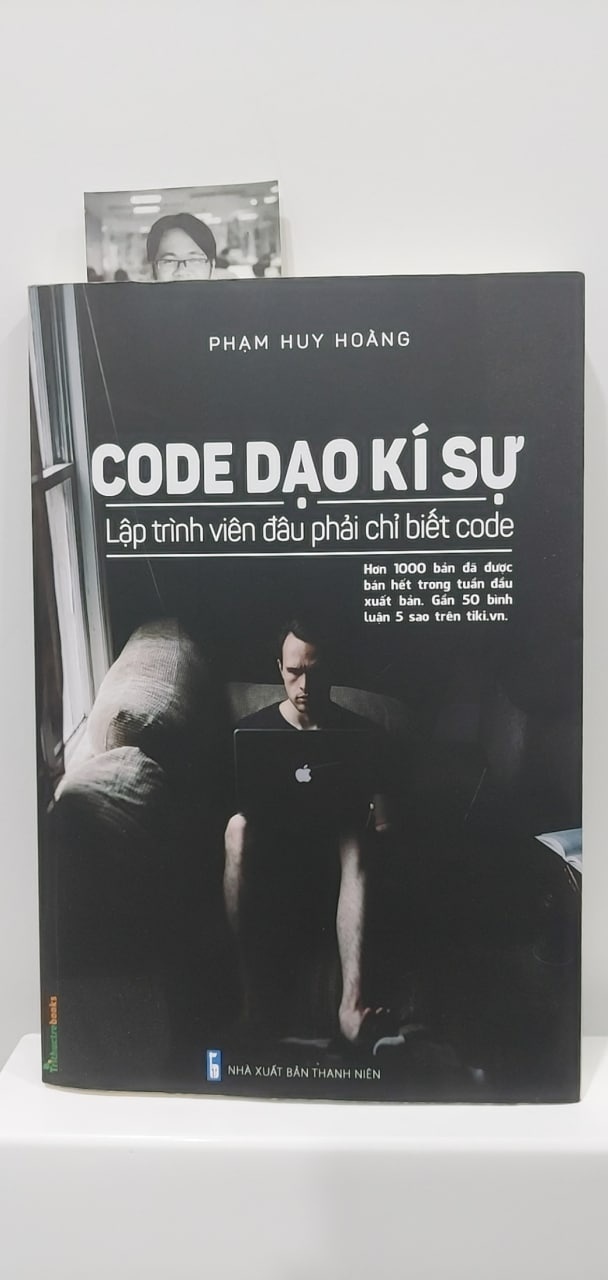 PHẠM HUY HOÀNG
CODE DẠO KÍ SỰ
Lập trình viên đâu phải chỉ biết code
Hơn 1000 bản đã được
bán hết trong tuần đầu
xuất bản. Gần 50 bình
luận 5 sao trên tiki.vn.
Trithuctrebooks
NHÀ XUẤT BẢN THANH NIÊN